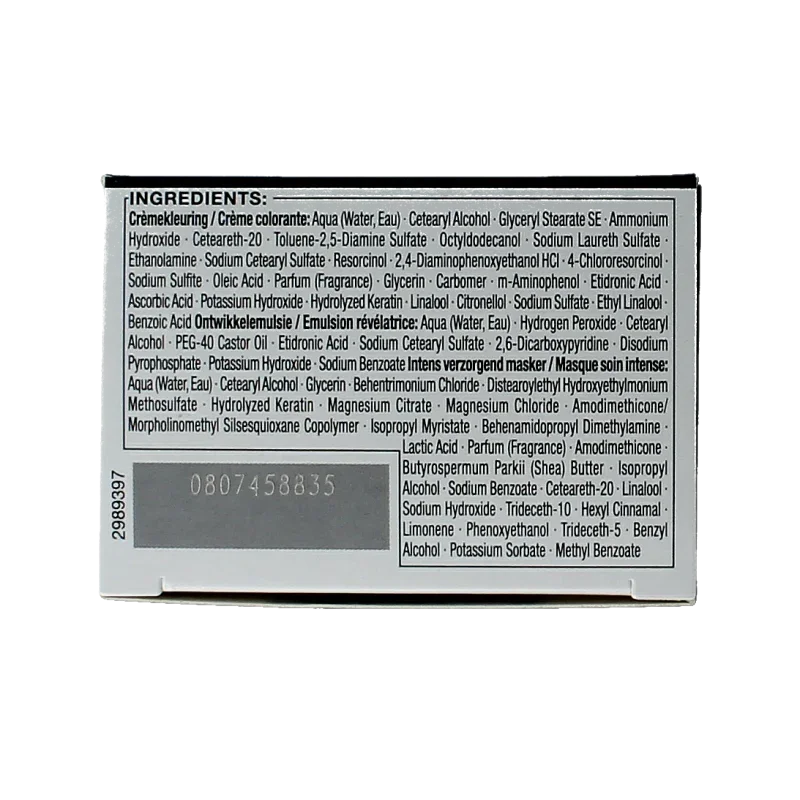 INGREDIENTS:
Crèmekleuring / Crème colorante: Aqua (Water, Eau) · Cetearyl Alcohol · Glyceryl Stearate SE · Ammonium
Hydroxide · Ceteareth-20 · Toluene-2,5-Diamine Sulfate · Octyldodecanol · Sodium Laureth Sulfate ·
Ethanolamine · Sodium Cetearyl Sulfate · Resorcinol · 2,4-Diaminophenoxyethanol HCl · 4-Chlororesorcinol ·
Sodium Sulfite · Oleic Acid · Parfum (Fragrance) · Glycerin · Carbomer · m-Aminophenol · Etidronic Acid ·
Ascorbic Acid · Potassium Hydroxide · Hydrolyzed Keratin · Linalool · Citronellol · Sodium Sulfate · Ethyl Linalool ·
Benzoic Acid Ontwikkelemulsie / Emulsion révélatrice: Aqua (Water, Eau) · Hydrogen Peroxide · Cetearyl
Alcohol · PEG-40 Castor Oil · Etidronic Acid · Sodium Cetearyl Sulfate · 2,6-Dicarboxypyridine · Disodium
Pyrophosphate · Potassium Hydroxide · Sodium Benzoate Intens verzorgend masker / Masque soin intense:
Aqua (Water, Eau) · Cetearyl Alcohol · Glycerin · Behentrimonium Chloride · Distearoylethyl Hydroxyethylmonium
Methosulfate · Hydrolyzed Keratin · Magnesium Citrate · Magnesium Chloride · Amodimethicone/
Morpholinomethyl Silsesquioxane Copolymer · Isopropyl Myristate · Behenamidopropyl Dimethylamine ·
Lactic Acid · Parfum (Fragrance) · Amodimethicone ·
Butyrospermum Parkii (Shea) Butter · Isopropyl
Alcohol · Sodium Benzoate · Ceteareth-20 · Linalool ·
Sodium Hydroxide · Trideceth-10 · Hexyl Cinnamal ·
Limonene · Phenoxyethanol · Trideceth-5 · Benzyl
Alcohol · Potassium Sorbate · Methyl Benzoate
0807458835
2989397